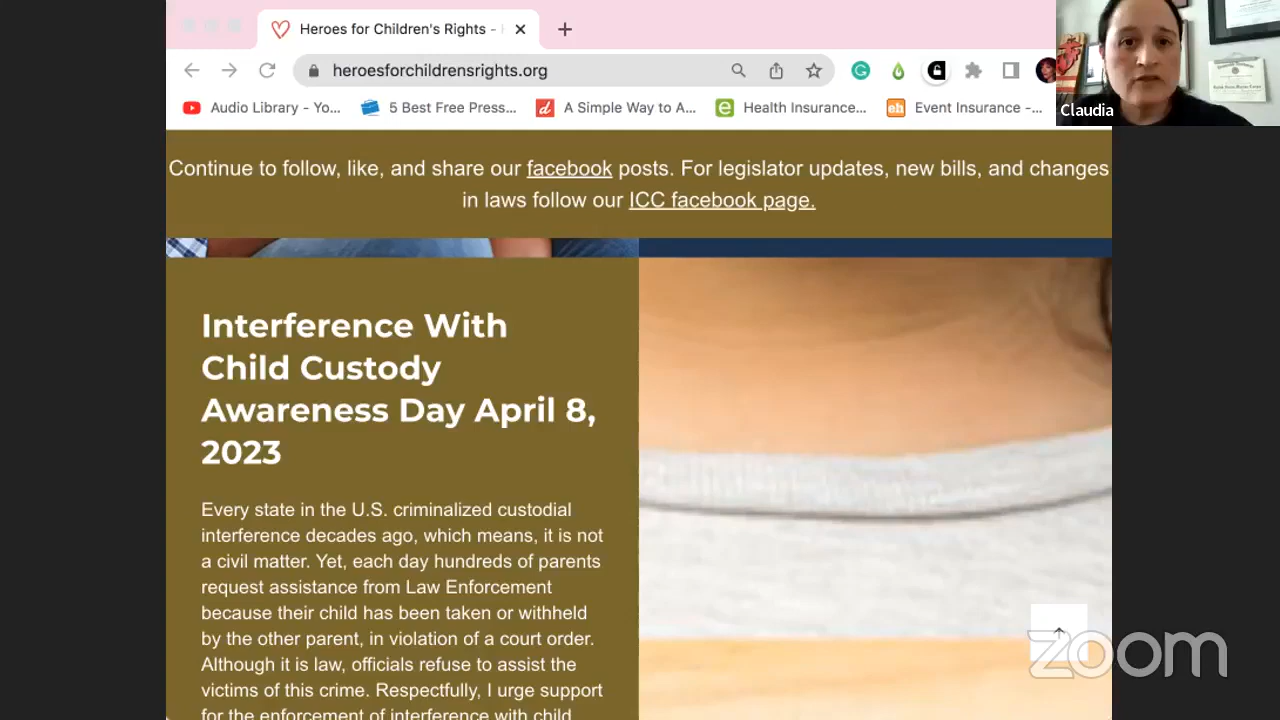 Heroes for Children's Rights -
heroesforchildrensrights.org
Audio Library - Yo...
5 Best Free Press...
A Simple Way to A...
Health Insurance...
Event Insurance -...
Claudia
Continue to follow, like, and share our facebook posts. For legislator updates, new bills, and changes
in laws follow our ICC facebook page.
Interference With
Child Custody
Awareness Day April 8,
2023
Every state in the U.S. criminalized custodial
interference decades ago, which means, it is not
a civil matter. Yet, each day hundreds of parents
request assistance from Law Enforcement
because their child has been taken or withheld
by the other parent, in violation of a court order.
Although it is law, officials refuse to assist the
victims of this crime. Respectfully, I urge support
for the enforcement of interference with child
zoom